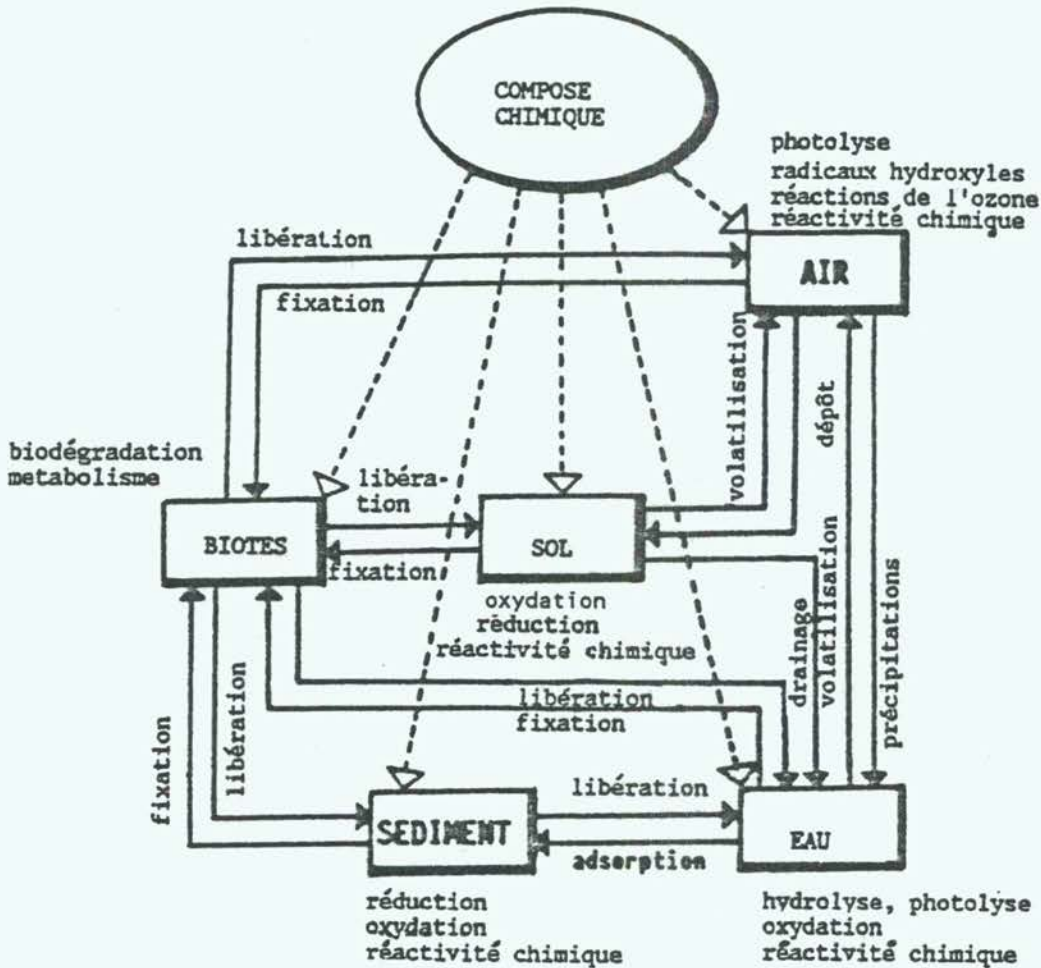 COMPOSE
CHIMIQUE
photolyse
radicaux hydroxyles
réactions de l'ozone
réactivité chimique
AIR
libération
fixation
volatilisation
dépôt
biodégradation
metabolisme
libéra-
tion
BIOTES
SOL
fixation
oxydation
réduction
réactivité chimique
drainage
volatilisation
précipitations
libération
fixation
fixation
libération
libération
SEDIMENT
EAU
adsorption
réduction
oxydation
réactivité chimique
hydrolyse, photolyse
oxydation
réactivité chimique